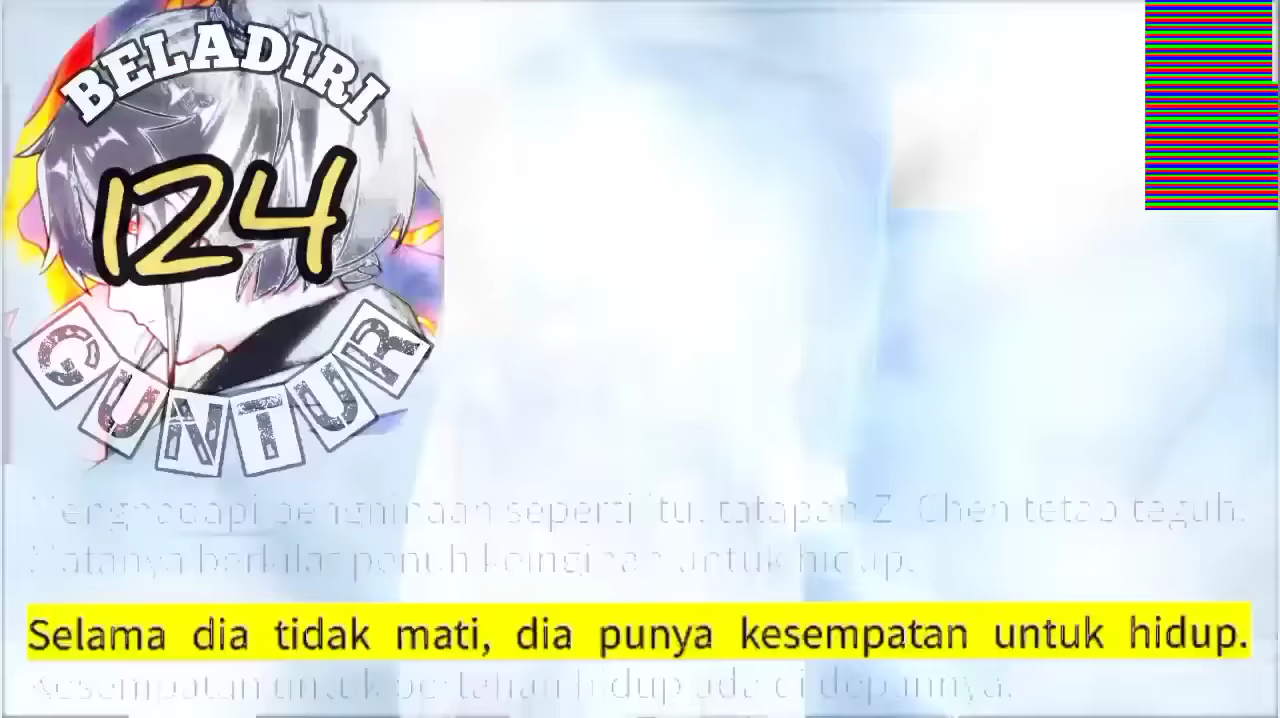 BELADIRI
124
GUNTUR
Menghadapi penghinaan seperti itu, tatapan Zi Chen tetap teguh.
Matanya berkilat penuh keinginan untuk hidup.
Selama dia tidak mati, dia punya kesempatan untuk hidup.
Kesempatan untuk bertahan hidup ada di depannya.